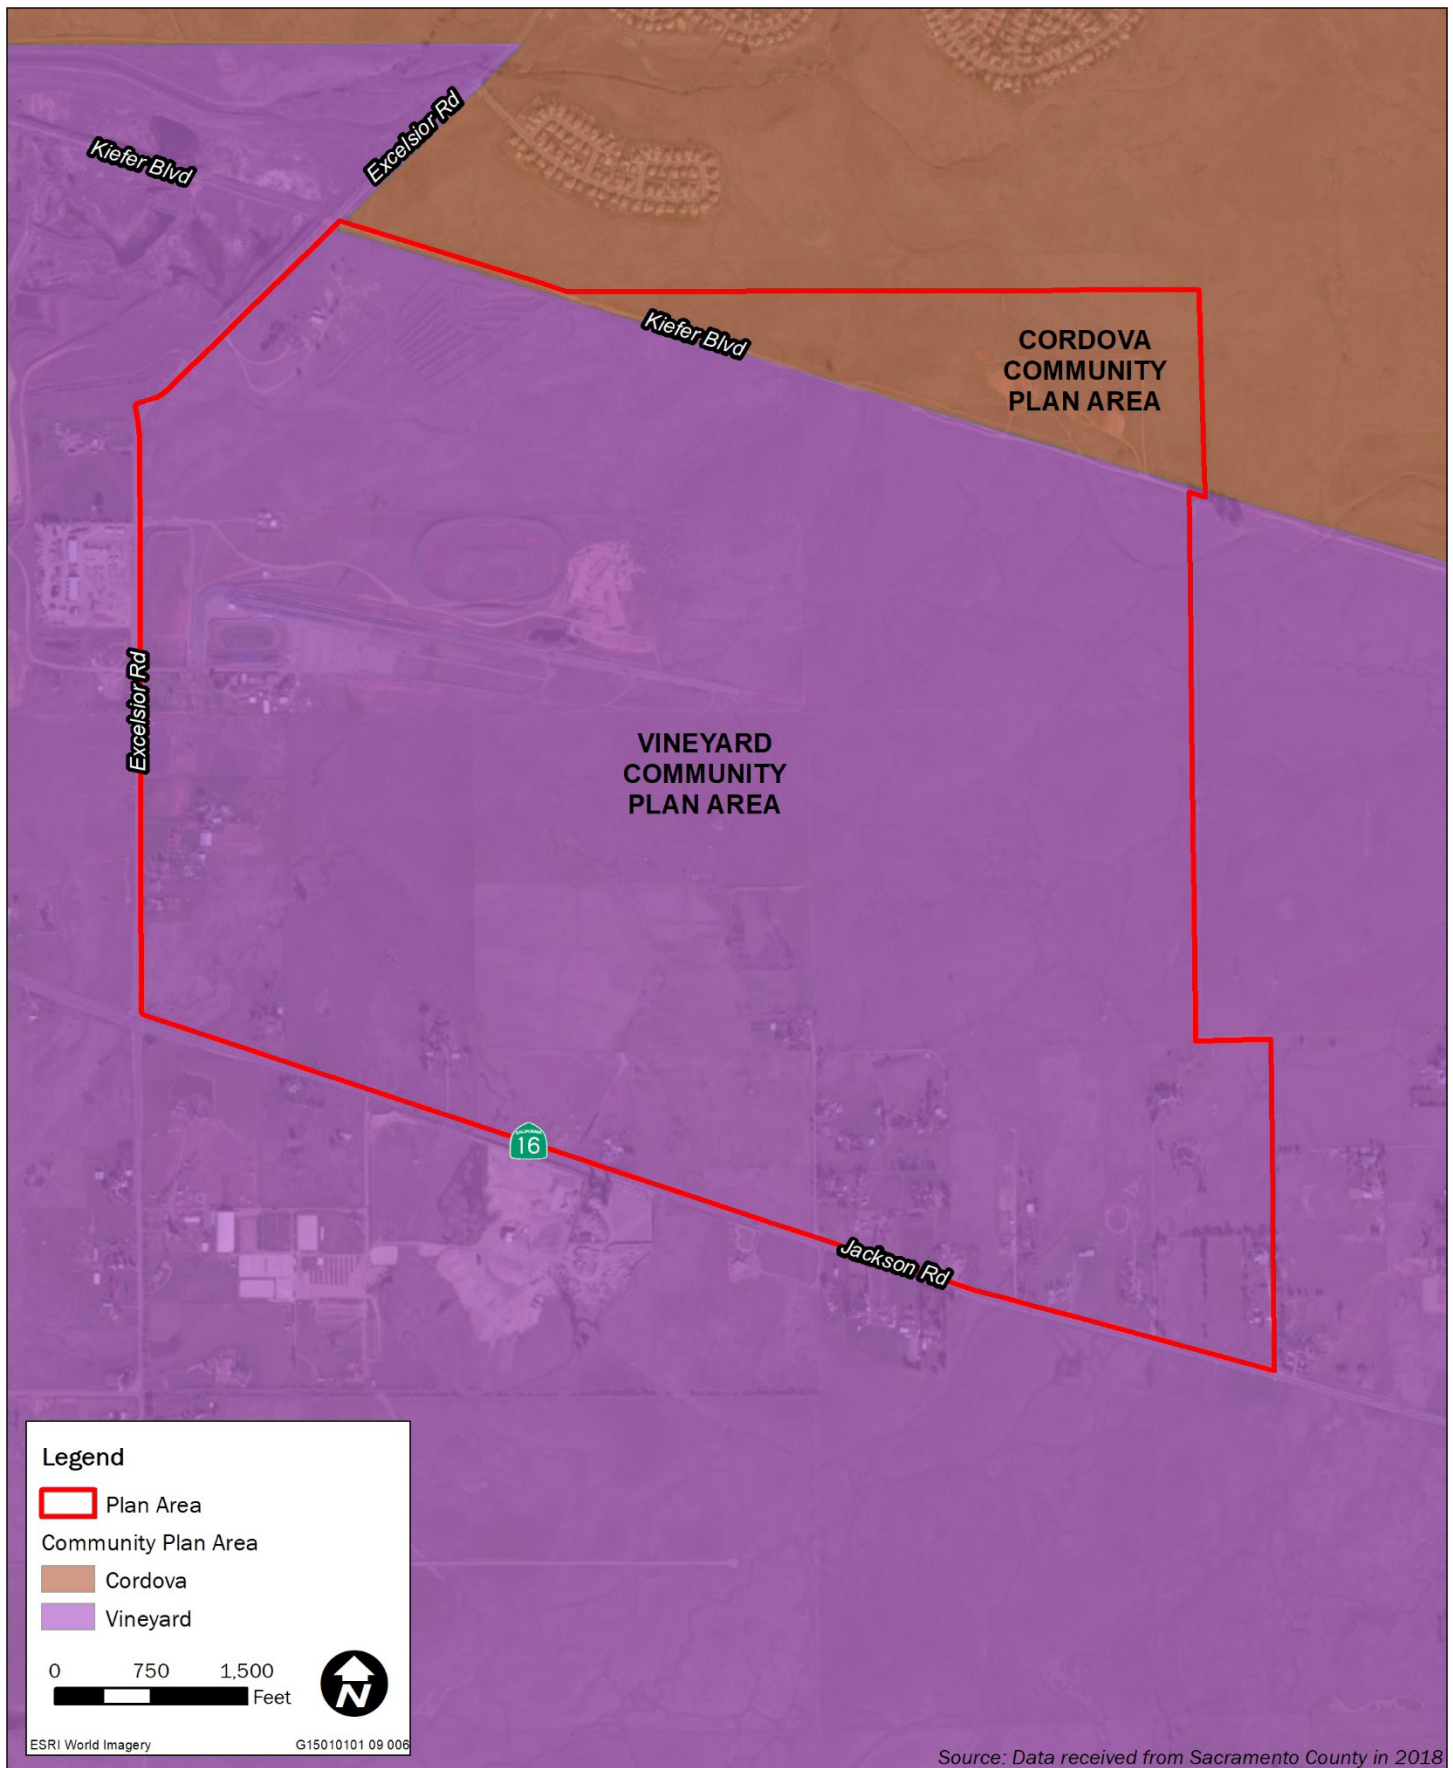 Excelsior Rd
Kiefer Blvd
Kiefer Blvd
CORDOVA
COMMUNITY
PLAN AREA
Excelsior Rd
VINEYARD
COMMUNITY
PLAN AREA
CALIFORNIA
16
Jackson Rd
Legend
Plan Area
Community Plan Area
Cordova
Vineyard
0 750 1,500
Feet
N
ESRI World Imagery G15010101 09 006
Source: Data received from Sacramento County in 2018